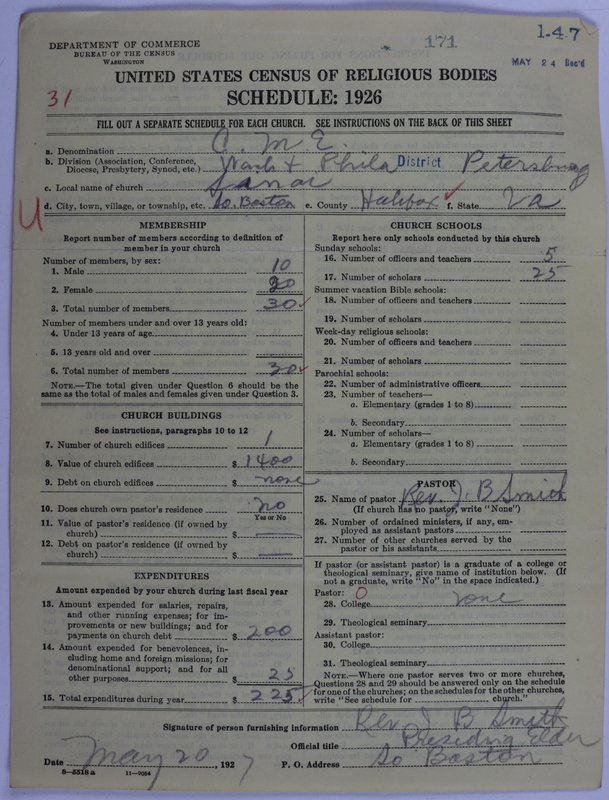 DEPARTMENT OF COMMERCE
BUREAU OF THE CENSUS
WASHINGTON
171
1-47
MAY 24 Rec'd
UNITED STATES CENSUS OF RELIGIOUS BODIES
SCHEDULE: 1926
31
FILL OUT A SEPARATE SCHEDULE FOR EACH CHURCH. SEE INSTRUCTIONS ON THE BACK OF THIS SHEET
a. Denomination C. M. E.
b. Division (Association, Conference, Diocese, Presbytery, Synod, etc.) Wash & Phila District Petersburg
c. Local name of church
d. City, town, village, or township, etc. So. Boston e. County Halifax f. State Va
U
MEMBERSHIP
Report number of members according to definition of
member in your church
Number of members, by sex:
1. Male 10
2. Female 20
3. Total number of members 30
Number of members under and over 13 years old:
4. Under 13 years of age
5. 13 years old and over
6. Total number of members 30
NOTE.—The total given under Question 6 should be the
same as the total of males and females given under Question 3.
CHURCH BUILDINGS
See instructions, paragraphs 10 to 12
7. Number of church edifices 1
8. Value of church edifices $ 1400
9. Debt on church edifices $ none
10. Does church own pastor's residence no
Yes or No
11. Value of pastor's residence (if owned by
church) $ —
12. Debt on pastor's residence (if owned by
church) $ —
EXPENDITURES
Amount expended by your church during last fiscal year
13. Amount expended for salaries, repairs,
and other running expenses; for im-
provements or new buildings; and for
payments on church debt $ 200
14. Amount expended for benevolences, in-
cluding home and foreign missions; for
denominational support; and for all
other purposes $ 25
15. Total expenditures during year $ 225
CHURCH SCHOOLS
Report here only schools conducted by this church
Sunday schools:
16. Number of officers and teachers 5
17. Number of scholars 25
Summer vacation Bible schools:
18. Number of officers and teachers
19. Number of scholars
Week-day religious schools:
20. Number of officers and teachers
21. Number of scholars
Parochial schools:
22. Number of administrative officers
23. Number of teachers—
a. Elementary (grades 1 to 8)
b. Secondary
24. Number of scholars—
a. Elementary (grades 1 to 8)
b. Secondary
PASTOR
25. Name of pastor Rev. J. B Smith
(If church has no pastor, write "None")
26. Number of ordained ministers, if any, em-
ployed as assistant pastors
27. Number of other churches served by the
pastor or his assistants
If pastor (or assistant pastor) is a graduate of a college or
theological seminary, give name of institution below. (If
not a graduate, write "No" in the space indicated.)
Pastor: O
28. College none
29. Theological seminary
Assistant pastor:
30. College
31. Theological seminary
NOTE.—Where one pastor serves two or more churches,
Questions 28 and 29 should be answered only on the schedule
for one of the churches; on the schedules for the other churches,
write "See schedule for church."
Signature of person furnishing information Rev. J B Smith
Official title Presiding Elder
Date May 20, 1927 P. O. Address So Boston
8—5518a 11—9054